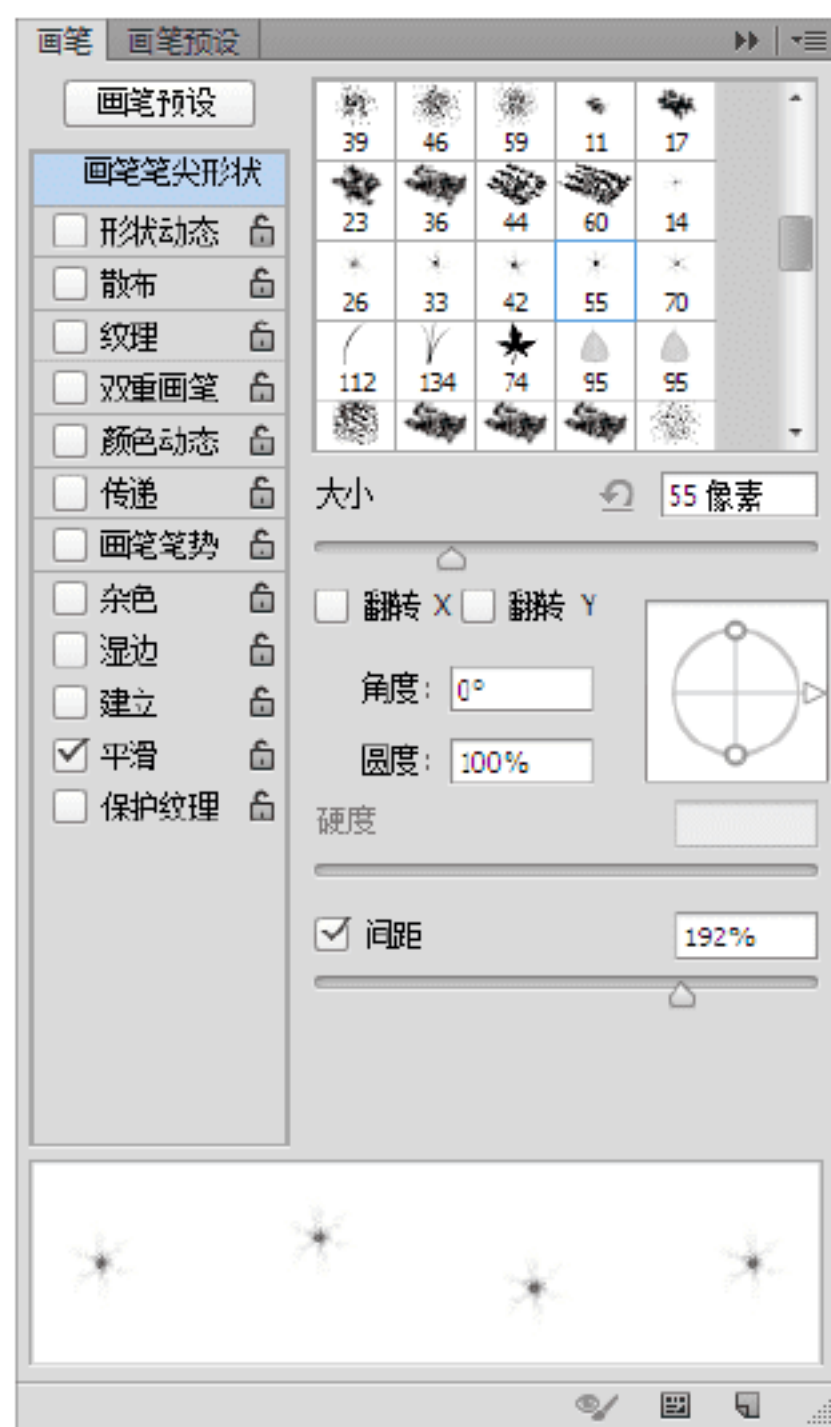 画笔 画笔预设
画笔预设
画笔笔尖形状
形状动态
散布
纹理
双重画笔
颜色动态
传递
画笔笔势
杂色
湿边
建立
平滑
保护纹理
39 46 59 11 17
23 36 44 60 14
26 33 42 55 70
112 134 74 95 95
大小 55 像素
翻转 X 翻转 Y
角度: 0°
圆度: 100%
硬度
间距 192%